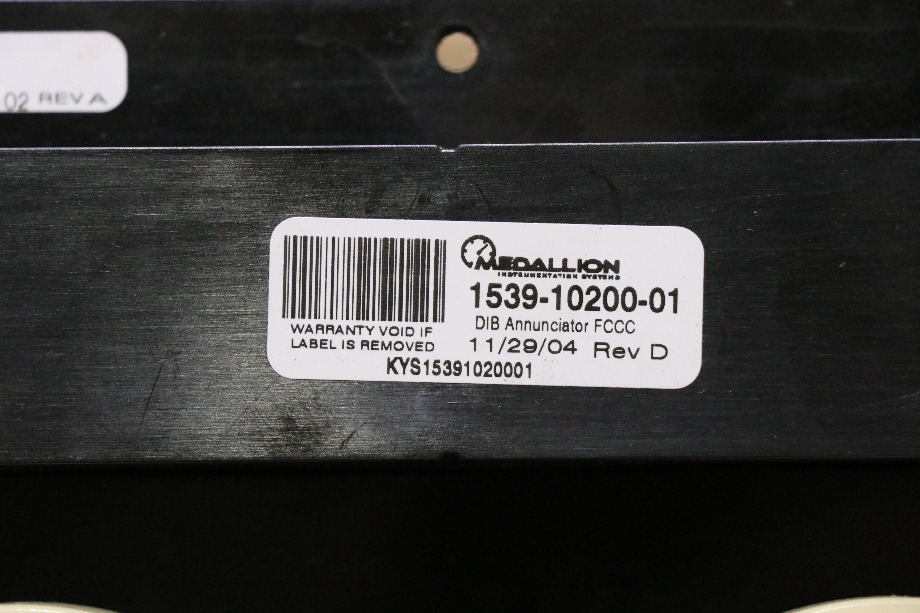 02 REV A
MEDALLION
INSTRUMENTATION SYSTEMS
1539-10200-01
DIB Annunciator FCCC
11/29/04 Rev D
WARRANTY VOID IF
LABEL IS REMOVED
KYS15391020001